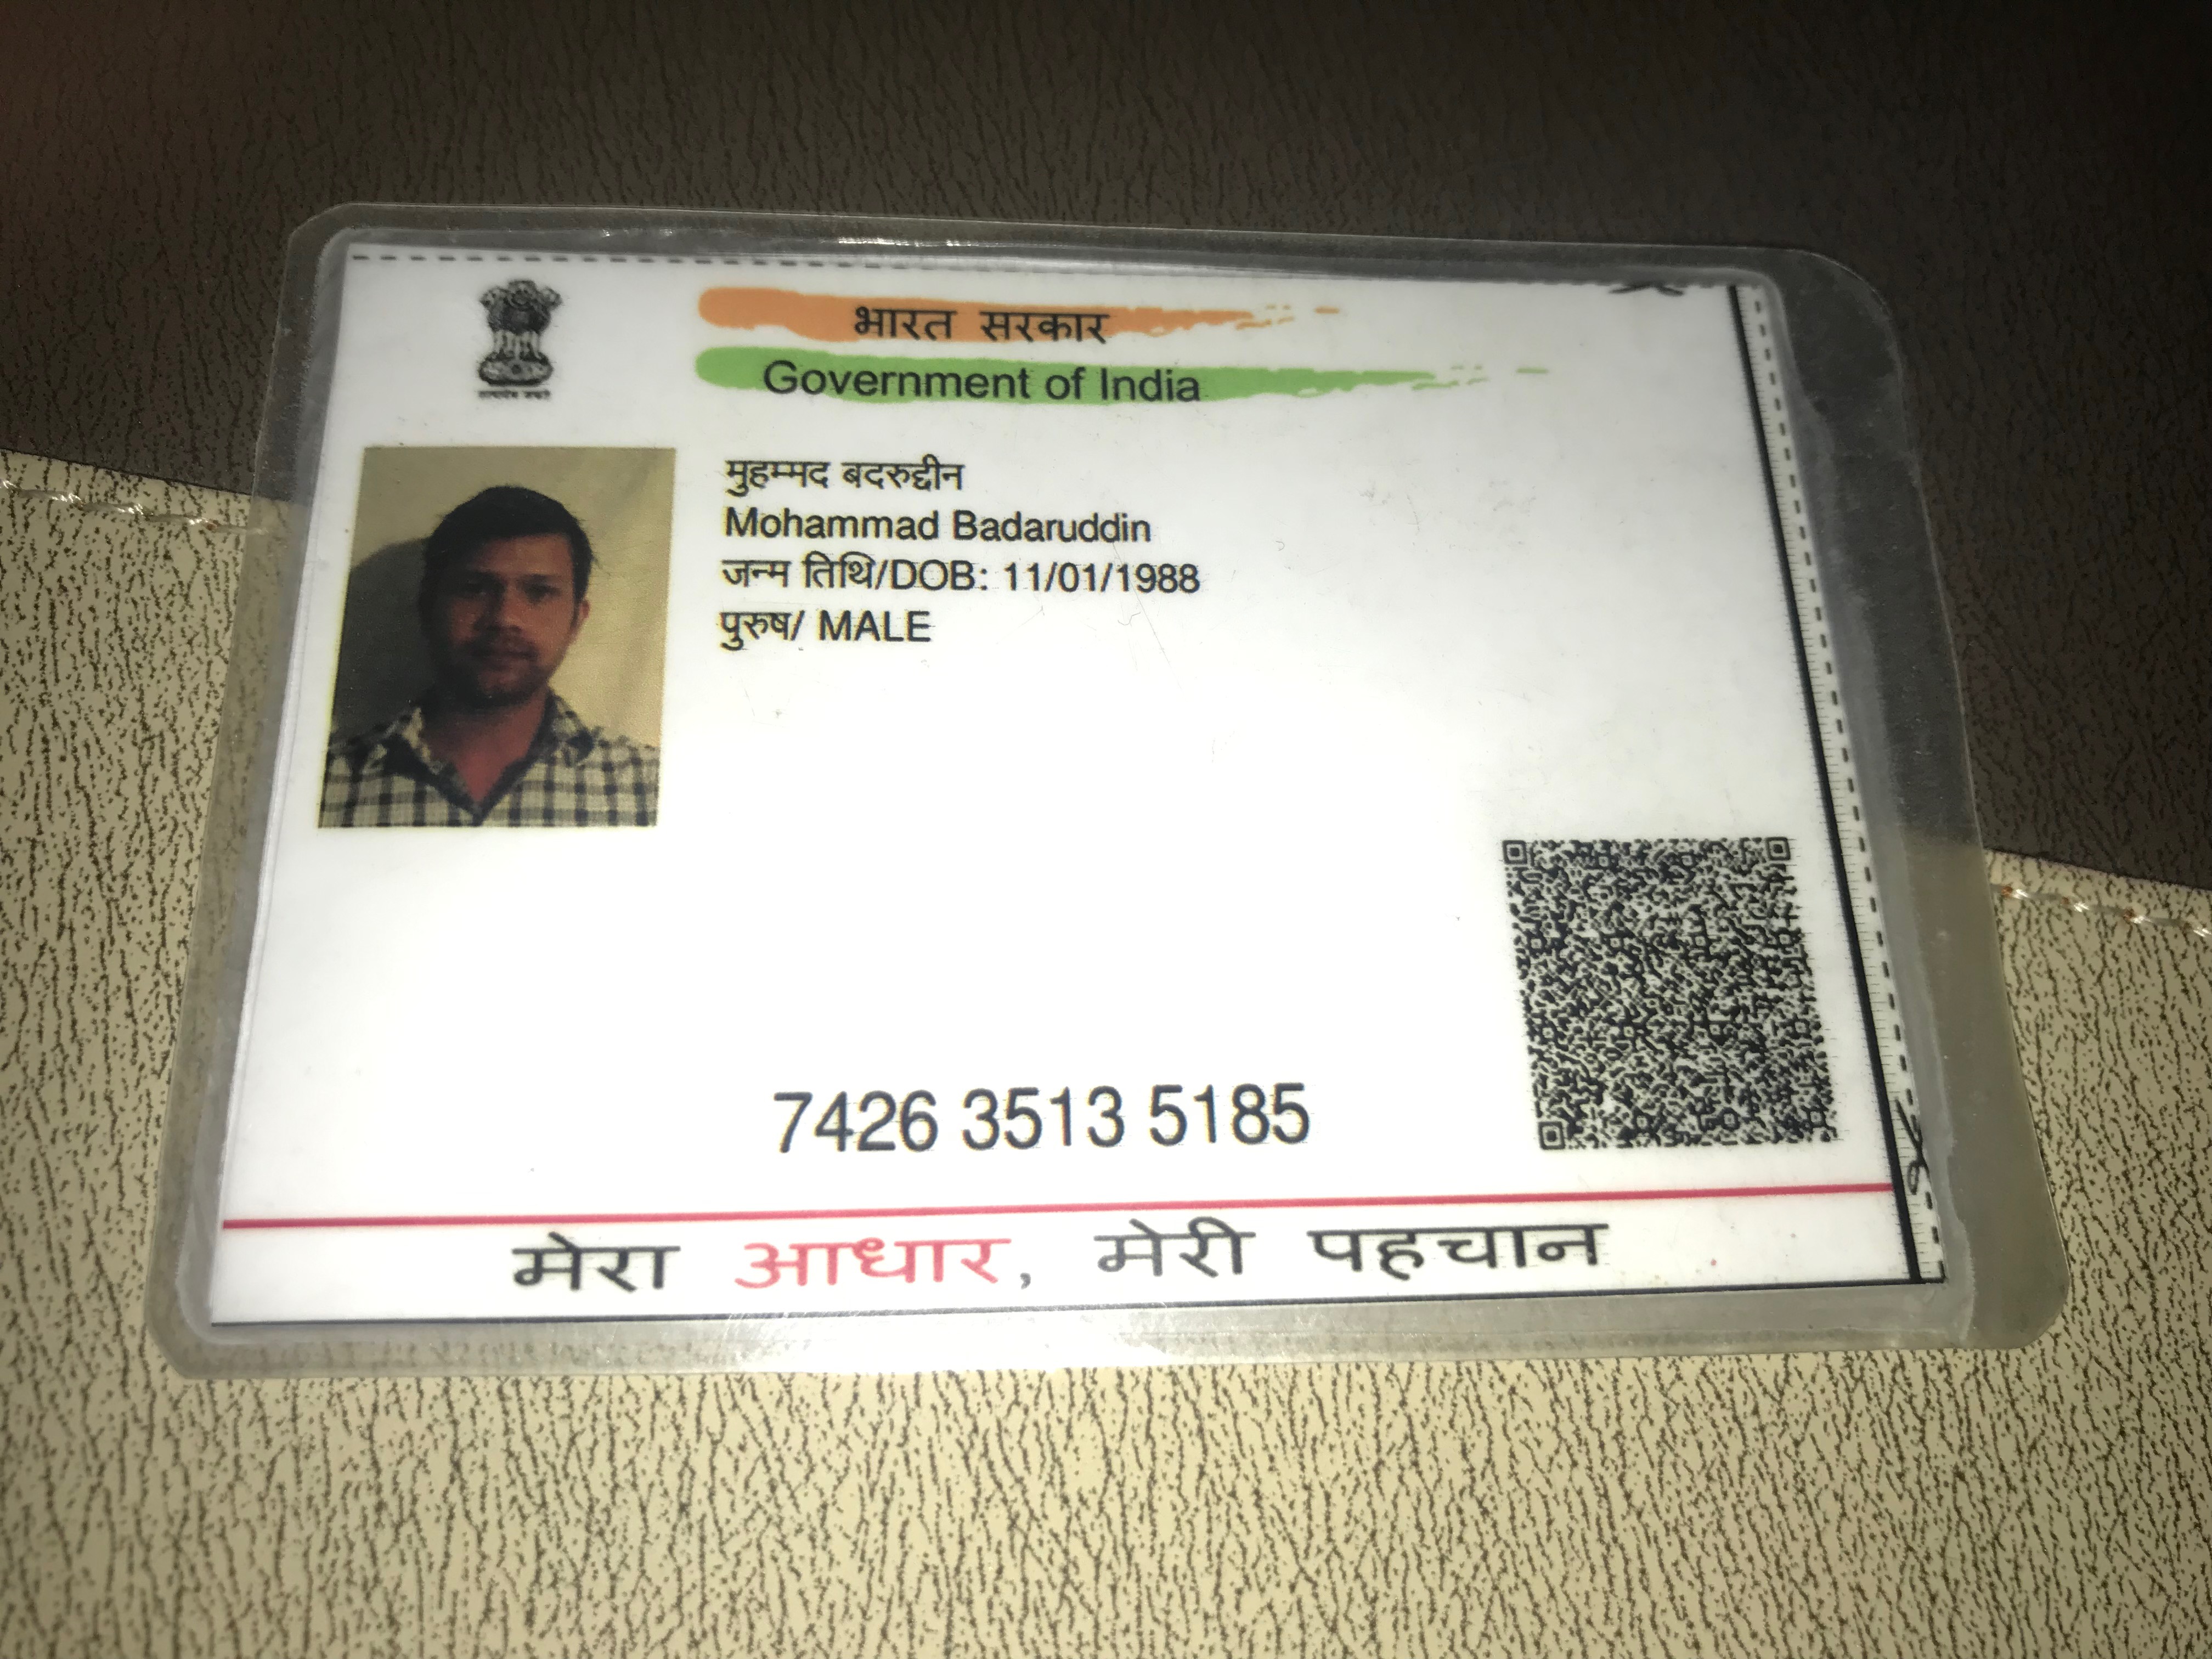 भारत सरकार
Government of India
मुहम्मद बदरुद्दीन
Mohammad Badaruddin
जन्म तिथि/DOB: 11/01/1988
पुरुष/ MALE
7426 3513 5185
मेरा आधार, मेरी पहचान